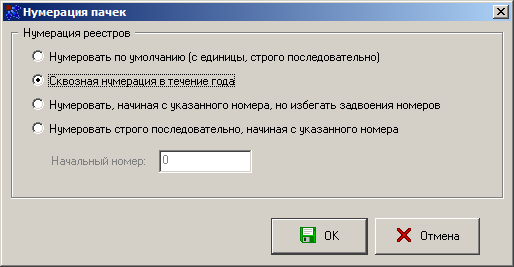 Нумерация пачек
Нумерация реестров
Нумеровать по умолчанию (с единицы, строго последовательно)
Сквозная нумерация в течение года
Нумеровать, начиная с указанного номера, но избегать задвоения номеров
Нумеровать строго последовательно, начиная с указанного номера
Начальный номер: 0
OK Отмена